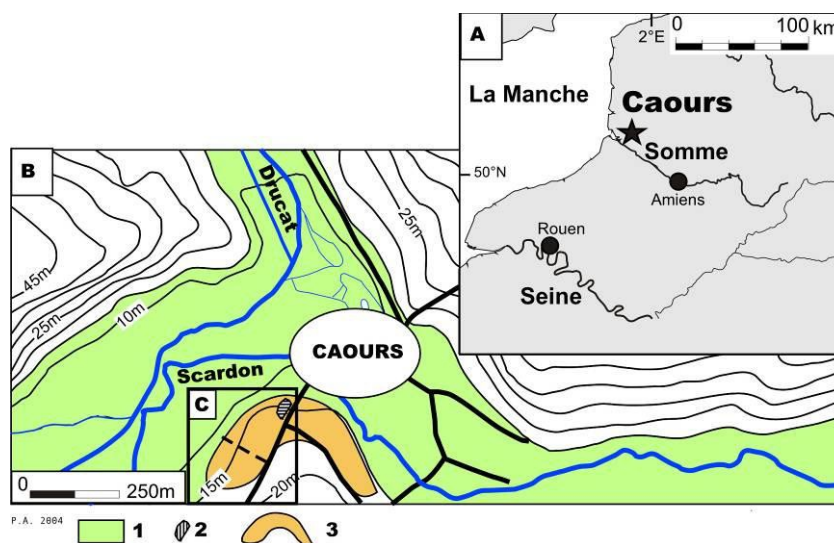 A
2°E
0 100 km
La Manche
Caours
Somme
50°N
Amiens
Rouen
Seine
B
Drucat
25m
45m
25m
10m
CAOURS
Scardon
C
15m
20m
0 250m
P.A. 2004
1 2 3